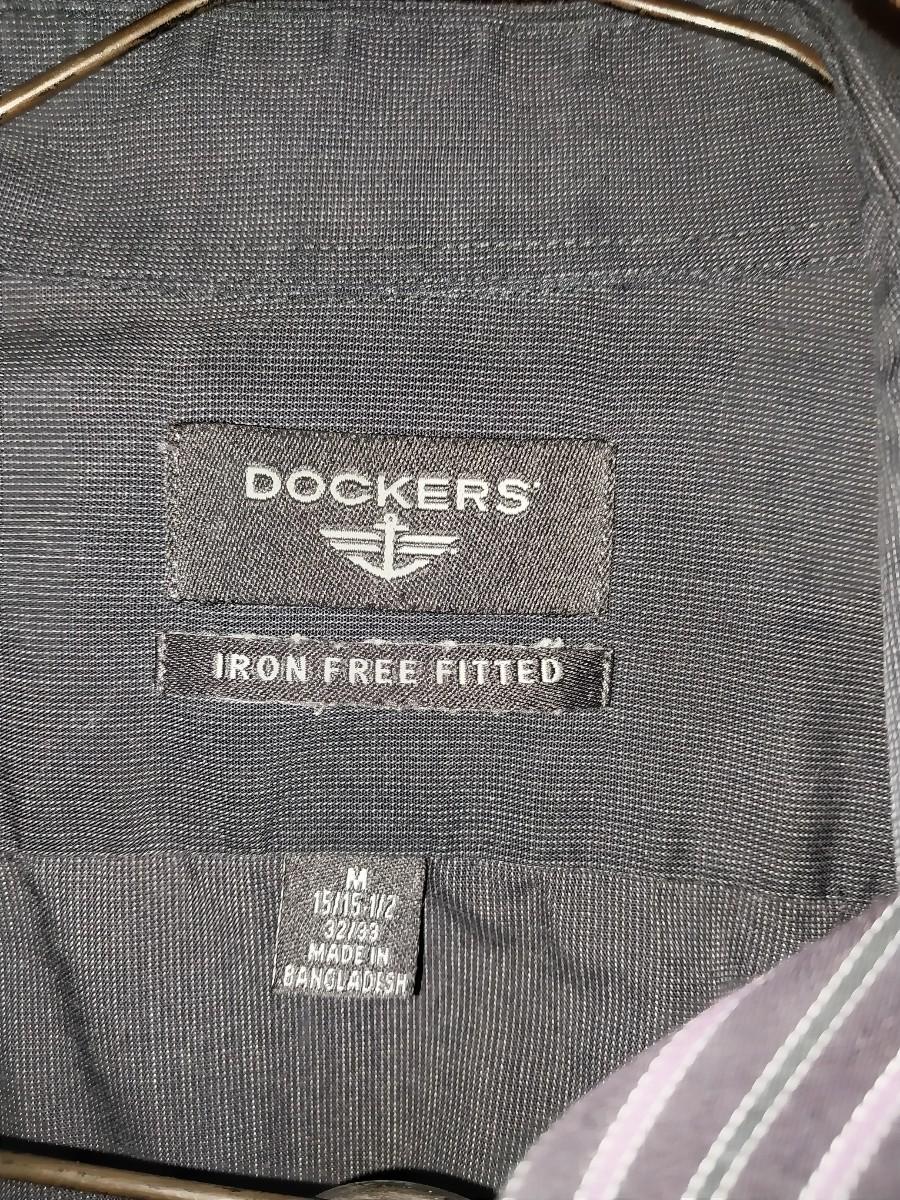 DOCKERS®
IRON FREE FITTED
M
15/15-1/2
32/33
MADE IN
BANGLADESH